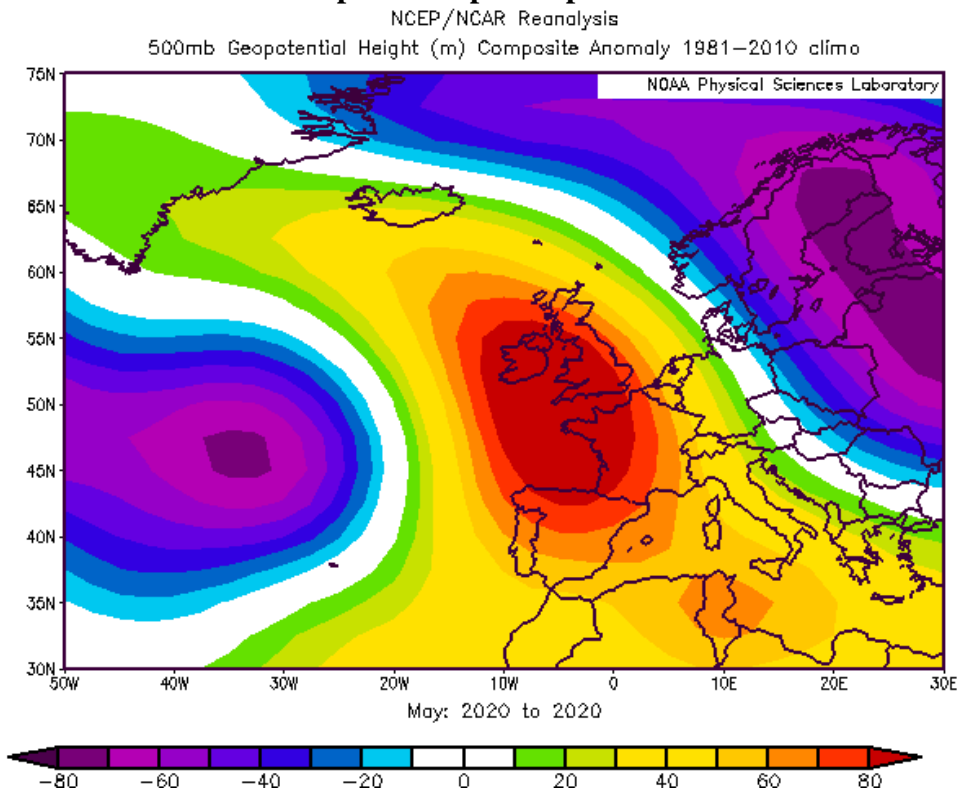 NCEP/NCAR Reanalysis
500mb Geopotential Height (m) Composite Anomaly 1981–2010 climo
NOAA Physical Sciences Laboratory
75N
70N
65N
60N
55N
50N
45N
40N
35N
30N
50W 40W 30W 20W 10W 0 10E 20E 30E
May: 2020 to 2020
−80 −60 −40 −20 0 20 40 60 80